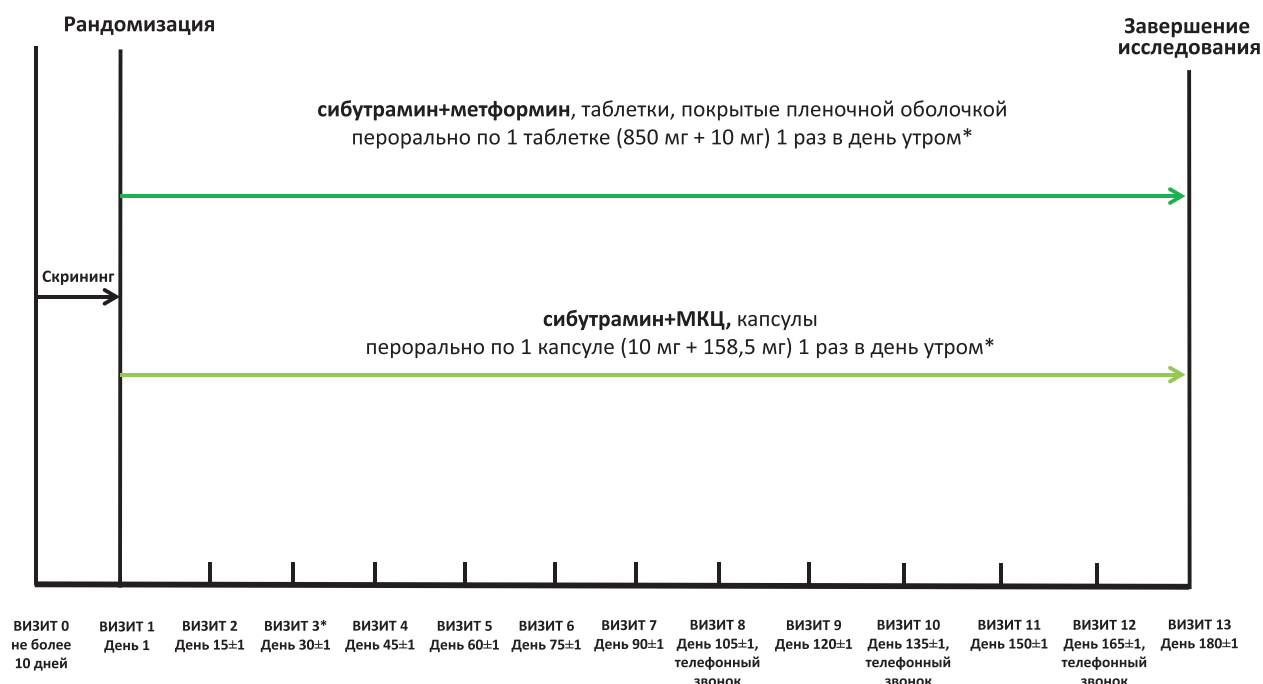 Рандомизация
Завершение
исследования
сибутрамин+метформин, таблетки, покрытые пленочной оболочкой
перорально по 1 таблетке (850 мг + 10 мг) 1 раз в день утром*
Скрининг
сибутрамин+МКЦ, капсулы
перорально по 1 капсуле (10 мг + 158,5 мг) 1 раз в день утром*
ВИЗИТ 0
не более
10 дней
ВИЗИТ 1
День 1
ВИЗИТ 2
День 15±1
ВИЗИТ 3*
День 30±1
ВИЗИТ 4
День 45±1
ВИЗИТ 5
День 60±1
ВИЗИТ 6
День 75±1
ВИЗИТ 7
День 90±1
ВИЗИТ 8
День 105±1,
телефонный
звонок
ВИЗИТ 9
День 120±1
ВИЗИТ 10
День 135±1,
телефонный
звонок
ВИЗИТ 11
День 150±1
ВИЗИТ 12
День 165±1,
телефонный
звонок
ВИЗИТ 13
День 180±1